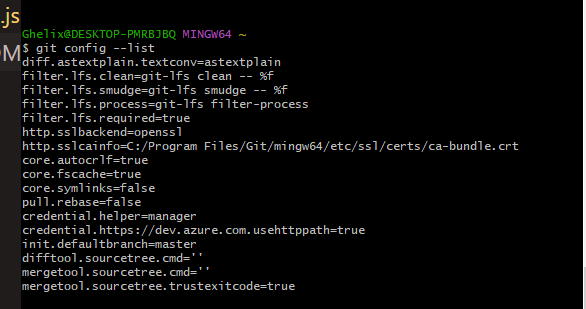 .js
OM
Ghelix@DESKTOP-PMRBJBQ MINGW64 ~
$ git config --list
diff.astextplain.textconv=astextplain
filter.lfs.clean=git-lfs clean -- %f
filter.lfs.smudge=git-lfs smudge -- %f
filter.lfs.process=git-lfs filter-process
filter.lfs.required=true
http.sslbackend=openssl
http.sslcainfo=C:/Program Files/Git/mingw64/etc/ssl/certs/ca-bundle.crt
core.autocrlf=true
core.fscache=true
core.symlinks=false
pull.rebase=false
credential.helper=manager
credential.https://dev.azure.com.usehttppath=true
init.defaultbranch=master
difftool.sourcetree.cmd=''
mergetool.sourcetree.cmd=''
mergetool.sourcetree.trustexitcode=true